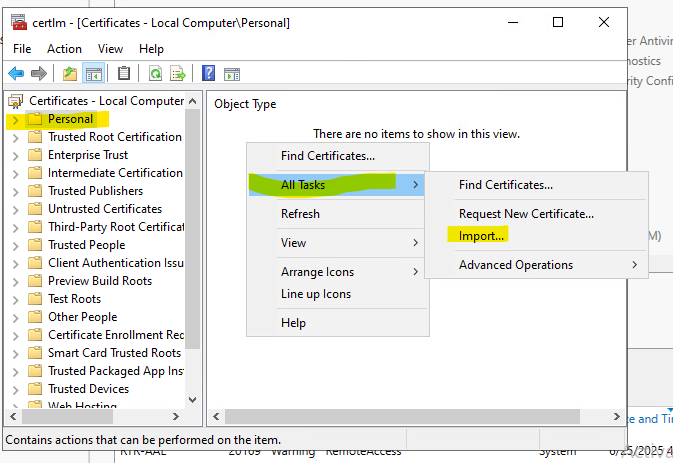 certlm - [Certificates - Local Computer\Personal]
File Action View Help
Certificates - Local Computer
Personal
Trusted Root Certification
Enterprise Trust
Intermediate Certification
Trusted Publishers
Untrusted Certificates
Third-Party Root Certificat
Trusted People
Client Authentication Issu
Preview Build Roots
Test Roots
Other People
Certificate Enrollment Req
Smart Card Trusted Roots
Trusted Packaged App Inst
Trusted Devices
Web Hosting
Object Type
There are no items to show in this view.
Find Certificates...
All Tasks
Refresh
View
Arrange Icons
Line up Icons
Help
Find Certificates...
Request New Certificate...
Import...
Advanced Operations
Contains actions that can be performed on the item.
er Antivir
nostics
rity Confi
M)
e and Tim
RTR-AAL 20169 Warning RemoteAccess System 6/25/2025 4